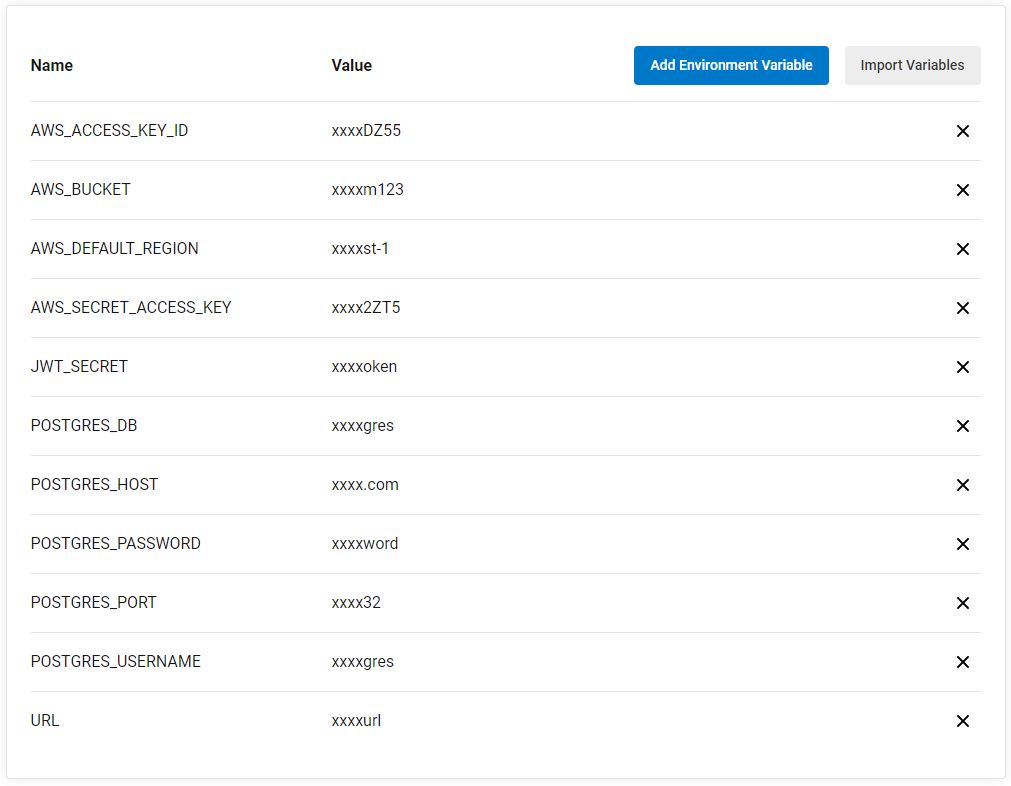 Name Value Add Environment Variable Import Variables
AWS_ACCESS_KEY_ID xxxxDZ55
AWS_BUCKET xxxxm123
AWS_DEFAULT_REGION xxxxst-1
AWS_SECRET_ACCESS_KEY xxxx2ZT5
JWT_SECRET xxxxoken
POSTGRES_DB xxxxgres
POSTGRES_HOST xxxx.com
POSTGRES_PASSWORD xxxxword
POSTGRES_PORT xxxx32
POSTGRES_USERNAME xxxxgres
URL xxxxurl